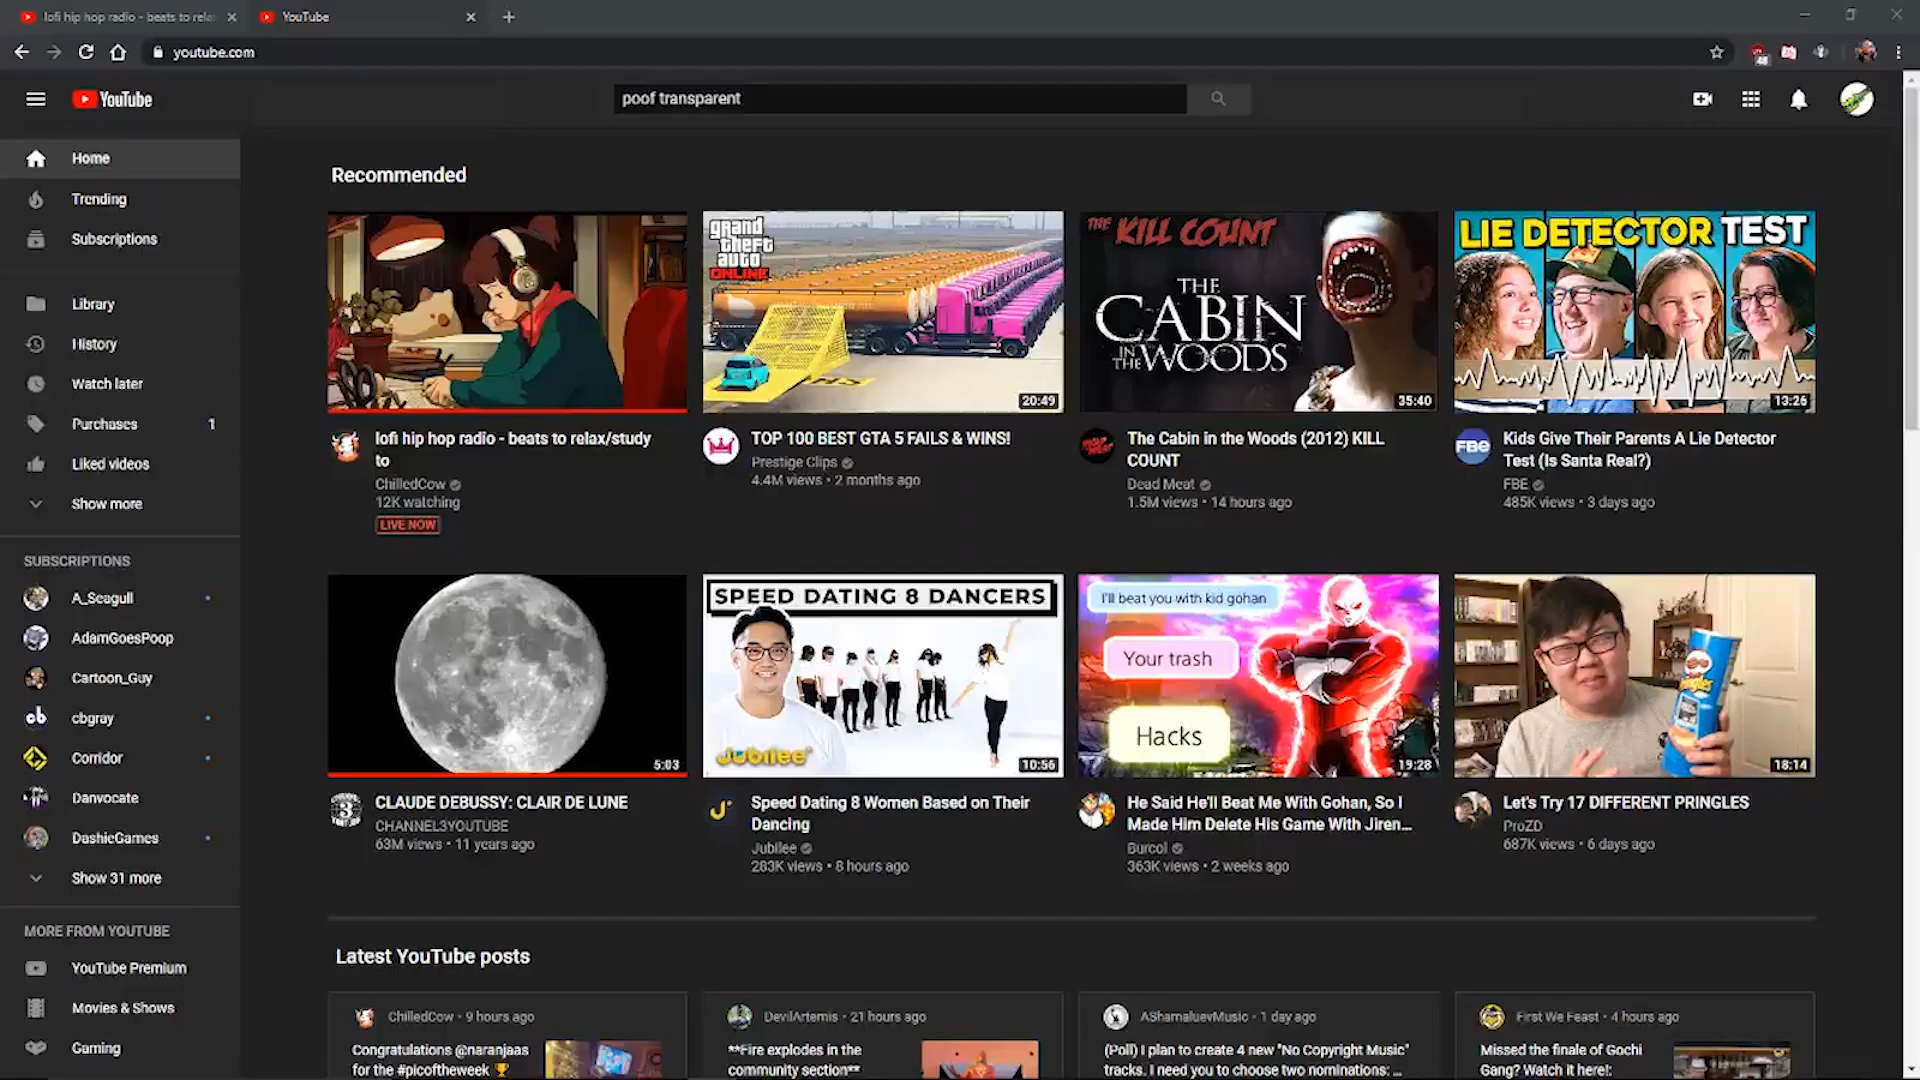 lofi hip hop radio - beats to rela
YouTube
youtube.com
48
YouTube
poof transparent
Home
Trending
Subscriptions
Library
History
Watch later
Purchases 1
Liked videos
Show more
SUBSCRIPTIONS
A_Seagull
AdamGoesPoop
Cartoon_Guy
cbgray
Corridor
Danvocate
DashieGames
Show 31 more
MORE FROM YOUTUBE
YouTube Premium
Movies & Shows
Gaming
Recommended
lofi hip hop radio - beats to relax/study
to
ChilledCow
12K watching
LIVE NOW
grand
theft
auto
ONLINE
20:49
TOP 100 BEST GTA 5 FAILS & WINS!
Prestige Clips
4.4M views • 2 months ago
THE KILL COUNT
THE
CABIN
IN THE WOODS
35:40
The Cabin in the Woods (2012) KILL
COUNT
Dead Meat
1.5M views • 14 hours ago
LIE DETECTOR TEST
13:26
FBE
Kids Give Their Parents A Lie Detector
Test (Is Santa Real?)
FBE
485K views • 3 days ago
5:03
CLAUDE DEBUSSY: CLAIR DE LUNE
CHANNEL3YOUTUBE
63M views • 11 years ago
SPEED DATING 8 DANCERS
Jubilee
10:56
Speed Dating 8 Women Based on Their
Dancing
Jubilee
283K views • 8 hours ago
I'll beat you with kid gohan
Your trash
Hacks
19:28
He Said He'll Beat Me With Gohan, So I
Made Him Delete His Game With Jiren...
Burcol
363K views • 2 weeks ago
Pringles
18:14
Let's Try 17 DIFFERENT PRINGLES
ProZD
687K views • 6 days ago
Latest YouTube posts
ChilledCow • 9 hours ago
Congratulations @naranjaas
for the #picoftheweek 🏆
DevilArtemis • 21 hours ago
**Fire explodes in the
community section**
AShamaluevMusic • 1 day ago
(Poll) I plan to create 4 new "No Copyright Music"
tracks. I need you to choose two nominations: ...
First We Feast • 4 hours ago
Missed the finale of Gochi
Gang? Watch it here!: